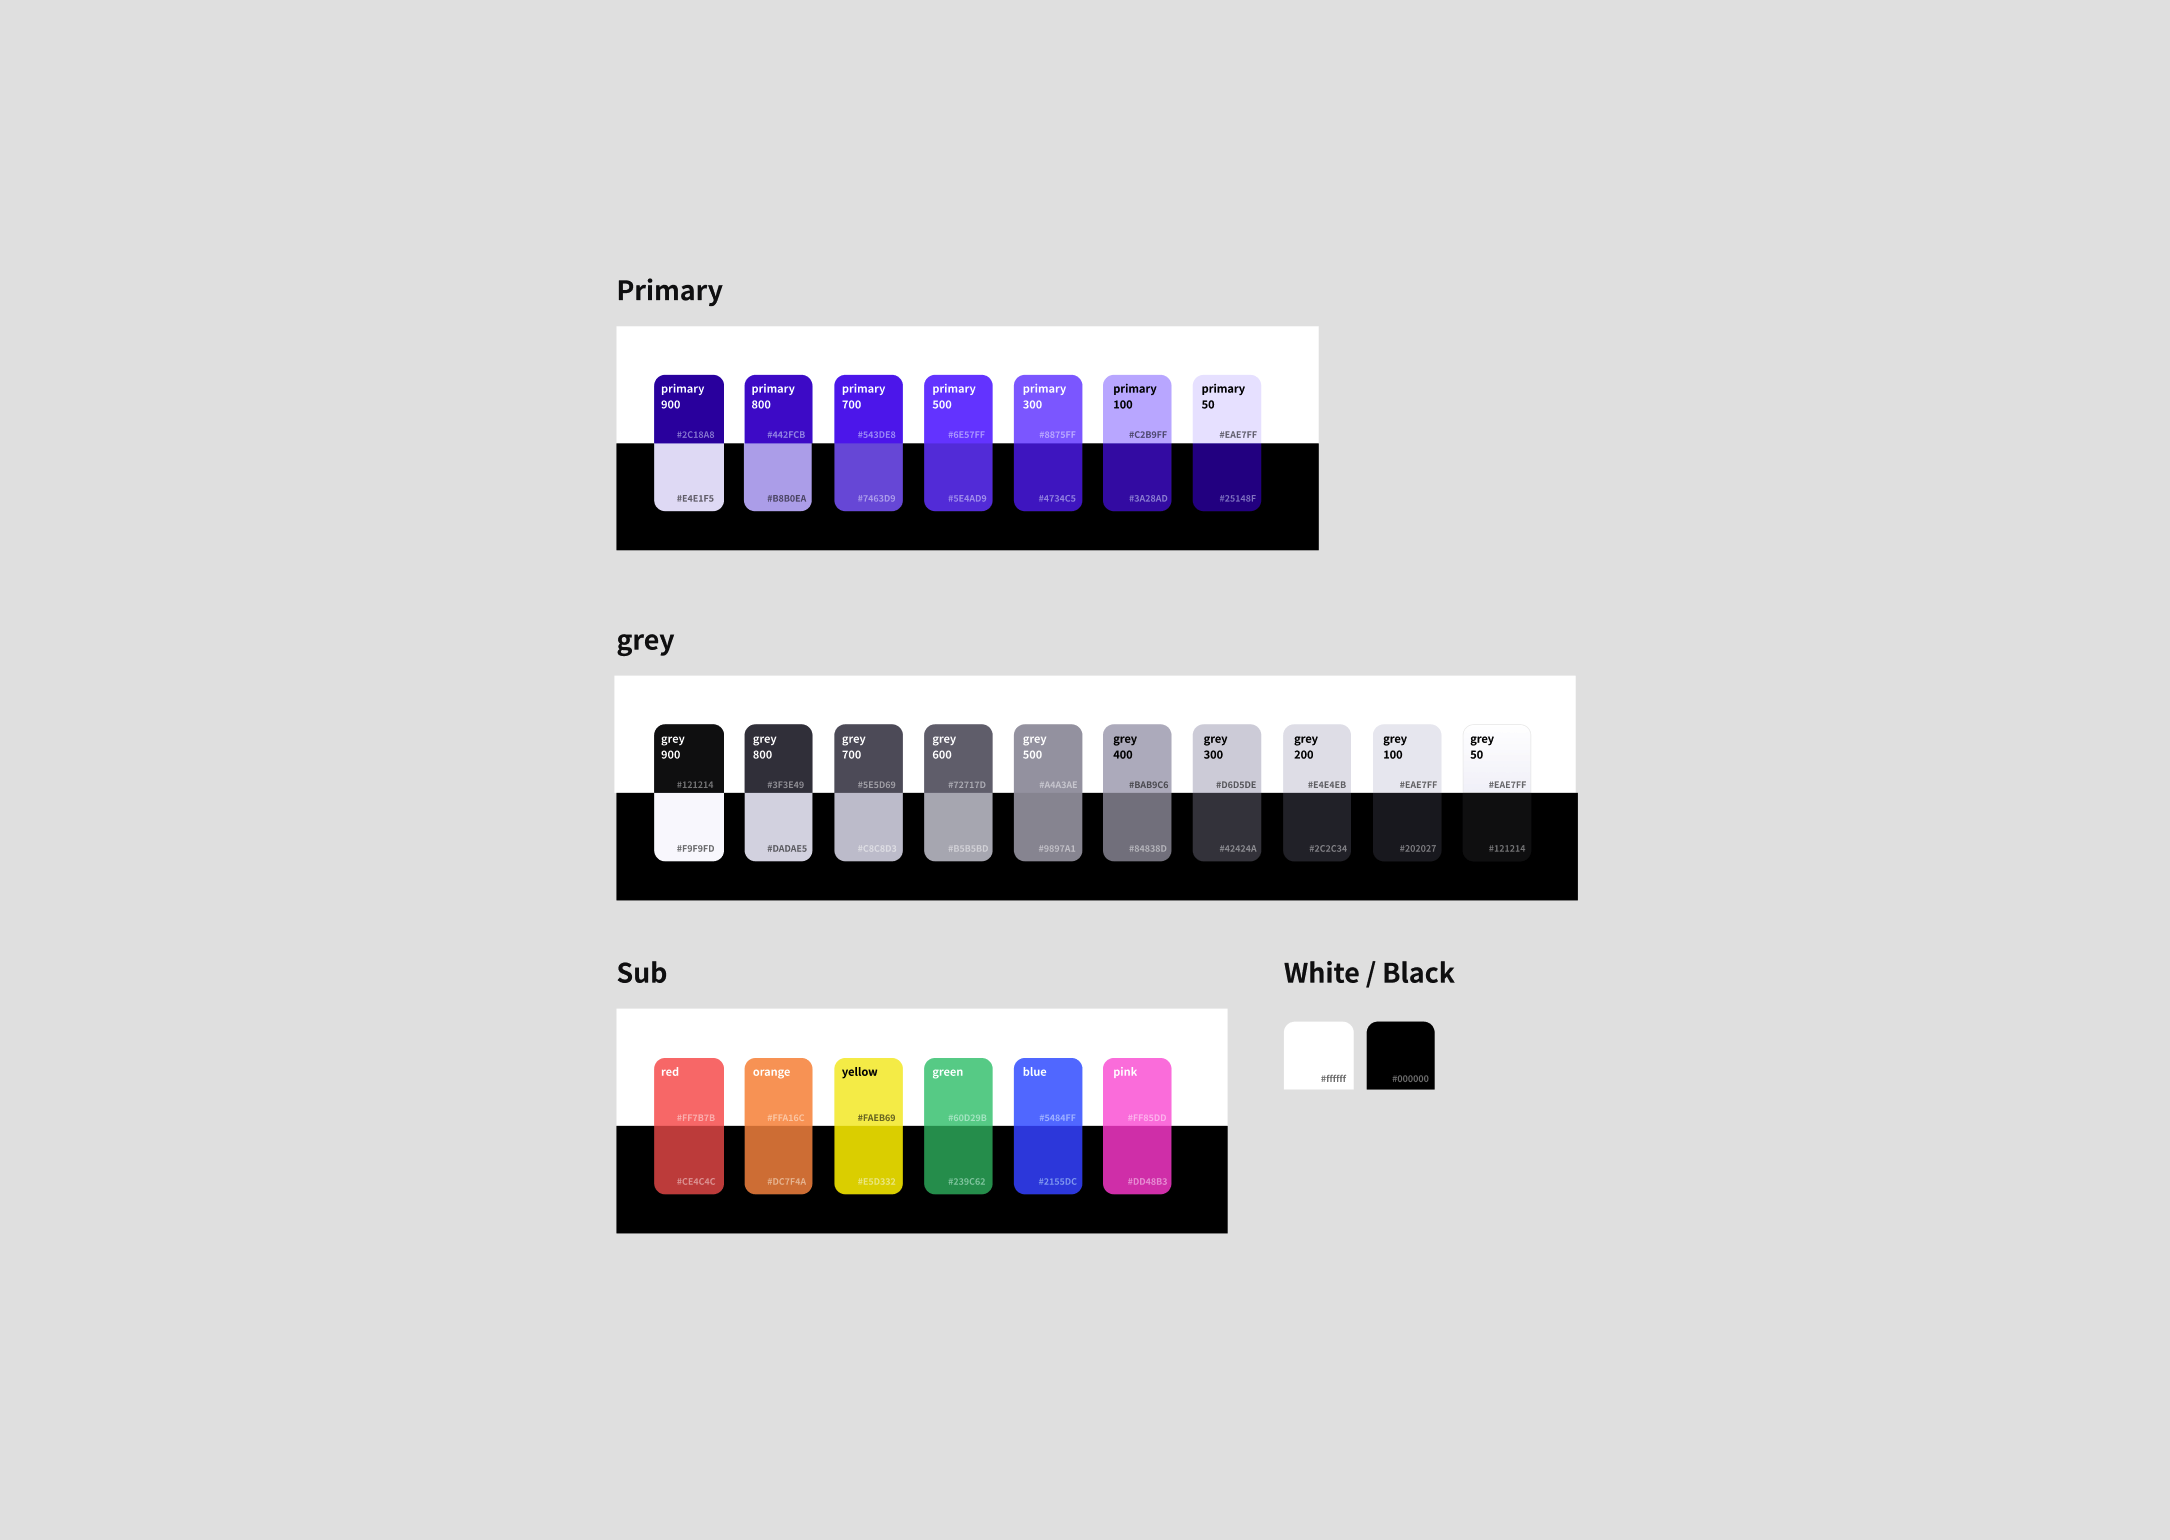 Primary
primary
900
#2C18A8
primary
800
#442FCB
primary
700
#543DE8
primary
500
#6E57FF
primary
300
#8875FF
primary
100
#C2B9FF
primary
50
#EAE7FF
#E4E1F5
#B8B0EA
#7463D9
#5E4AD9
#4734C5
#3A28AD
#25148F
grey
grey
900
#121214
grey
800
#3F3E49
grey
700
#5E5D69
grey
600
#72717D
grey
500
#A4A3AE
grey
400
#BAB9C6
grey
300
#D6D5DE
grey
200
#E4E4EB
grey
100
#EAE7FF
grey
50
#EAE7FF
#F9F9FD
#DADAE5
#C8C8D3
#B5B5BD
#9897A1
#84838D
#42424A
#2C2C34
#202027
#121214
Sub
red
#FF7B7B
orange
#FFA16C
yellow
#FAEB69
green
#60D29B
blue
#5484FF
pink
#FF85DD
#CE4C4C
#DC7F4A
#E5D332
#239C62
#2155DC
#DD48B3
White / Black
#ffffff
#000000